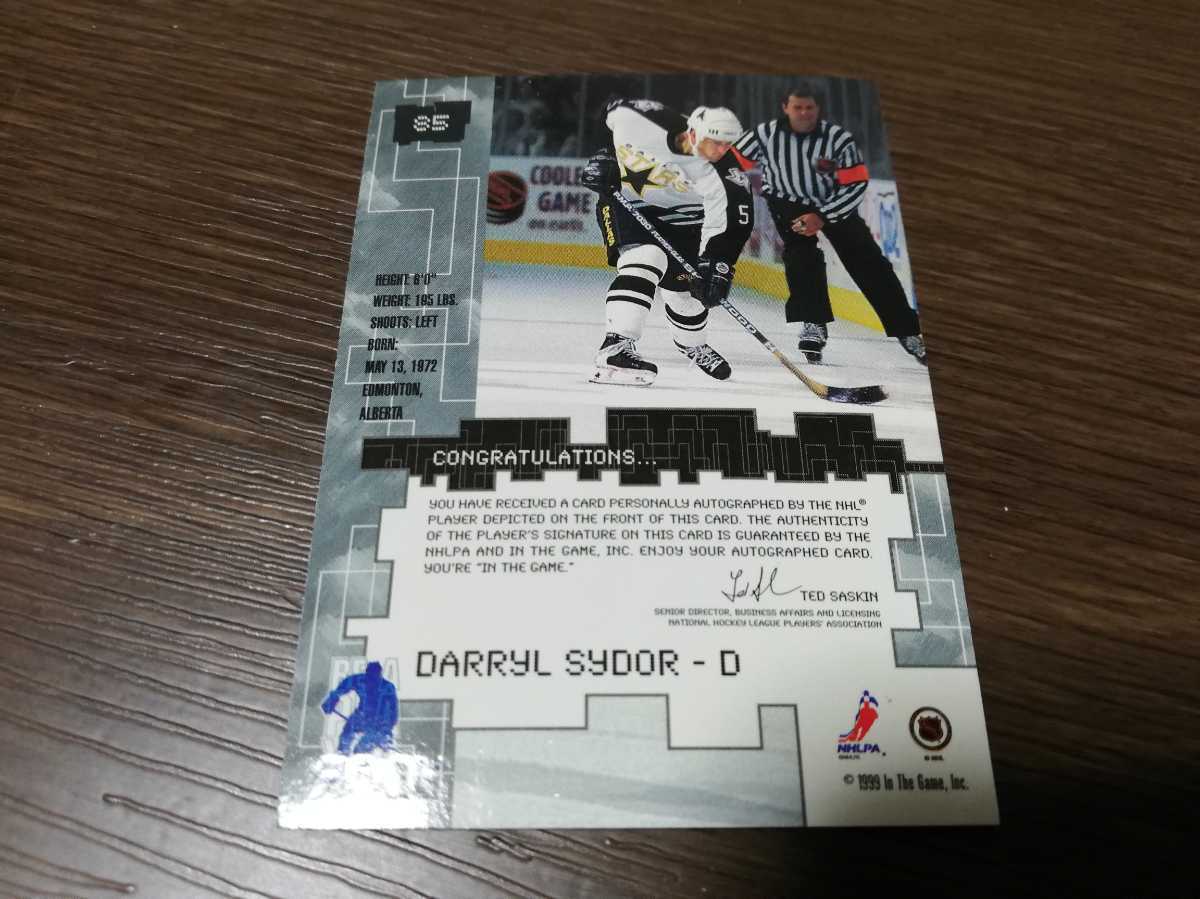 85
COOLE
GAME
on earth.
STARS
5
HEIGHT: 6'0"
WEIGHT: 195 LBS.
SHOOTS: LEFT
BORN:
MAY 13, 1972
EDMONTON,
ALBERTA
CONGRATULATIONS...
YOU HAVE RECEIVED A CARD PERSONALLY AUTOGRAPHED BY THE NHL®
PLAYER DEPICTED ON THE FRONT OF THIS CARD. THE AUTHENTICITY
OF THE PLAYER'S SIGNATURE ON THIS CARD IS GUARANTEED BY THE
NHLPA AND IN THE GAME, INC. ENJOY YOUR AUTOGRAPHED CARD.
YOU'RE "IN THE GAME."
TED SASKIN
SENIOR DIRECTOR, BUSINESS AFFAIRS AND LICENSING
NATIONAL HOCKEY LEAGUE PLAYERS' ASSOCIATION
DARRYL SYDOR - D
NHLPA
© NHL
© 1999 In The Game, Inc.